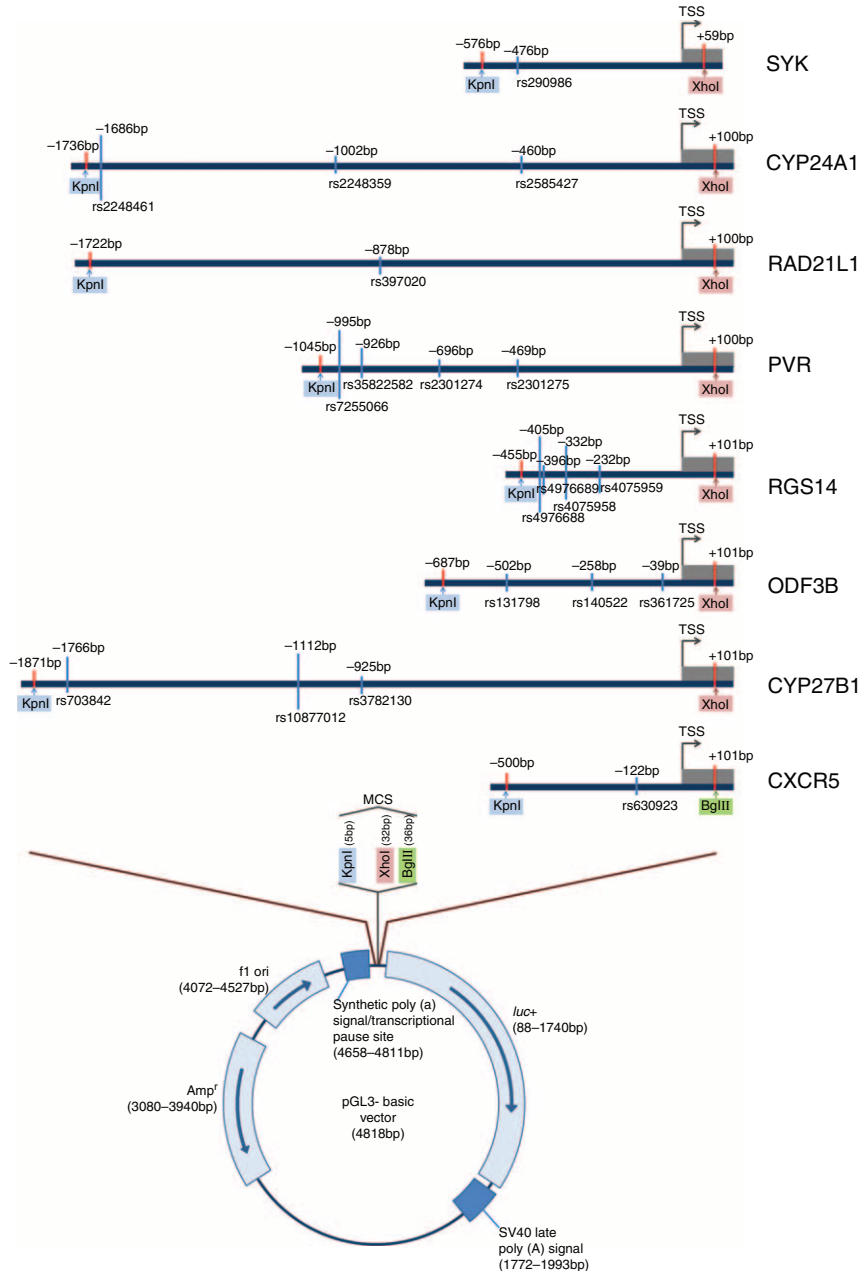 TSS
−576bp
−476bp
+59bp
KpnI
rs290986
XhoI
SYK
TSS
−1736bp
−1686bp
−1002bp
−460bp
+100bp
KpnI
rs2248461
rs2248359
rs2585427
XhoI
CYP24A1
TSS
−1722bp
−878bp
+100bp
KpnI
rs397020
XhoI
RAD21L1
TSS
−995bp
−1045bp
−926bp
−696bp
−469bp
+100bp
KpnI
rs35822582
rs2301274
rs2301275
rs7255066
XhoI
PVR
TSS
−405bp
−332bp
−455bp
−396bp
−232bp
+101bp
KpnI
rs4976689
rs4075959
rs4075958
rs4976688
XhoI
RGS14
TSS
−687bp
−502bp
−258bp
−39bp
+101bp
KpnI
rs131798
rs140522
rs361725
XhoI
ODF3B
TSS
−1871bp
−1766bp
−1112bp
−925bp
+101bp
KpnI
rs703842
rs10877012
rs3782130
XhoI
CYP27B1
TSS
−500bp
−122bp
+101bp
KpnI
rs630923
BglII
CXCR5
MCS
KpnI (5bp)
XhoI (32bp)
BglII (36bp)
f1 ori
(4072–4527bp)
Synthetic poly (a)
signal/transcriptional
pause site
(4658–4811bp)
luc+
(88–1740bp)
Ampr
(3080–3940bp)
pGL3- basic
vector
(4818bp)
SV40 late
poly (A) signal
(1772–1993bp)